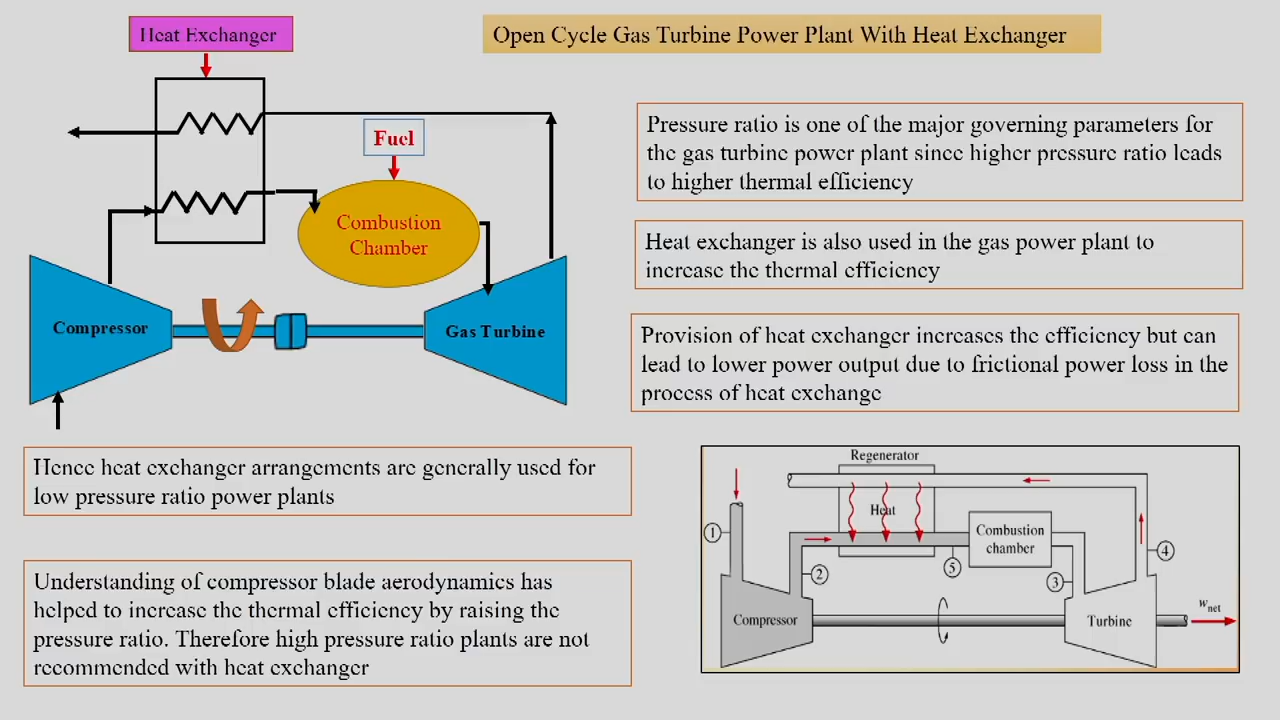 Heat Exchanger
Open Cycle Gas Turbine Power Plant With Heat Exchanger
Fuel
Combustion
Chamber
Compressor
Gas Turbine
Pressure ratio is one of the major governing parameters for
the gas turbine power plant since higher pressure ratio leads
to higher thermal efficiency
Heat exchanger is also used in the gas power plant to
increase the thermal efficiency
Provision of heat exchanger increases the efficiency but can
lead to lower power output due to frictional power loss in the
process of heat exchange
Hence heat exchanger arrangements are generally used for
low pressure ratio power plants
Understanding of compressor blade aerodynamics has
helped to increase the thermal efficiency by raising the
pressure ratio. Therefore high pressure ratio plants are not
recommended with heat exchanger
Regenerator
Heat
Combustion
chamber
1
2
5
3
4
Compressor
Turbine
wnet